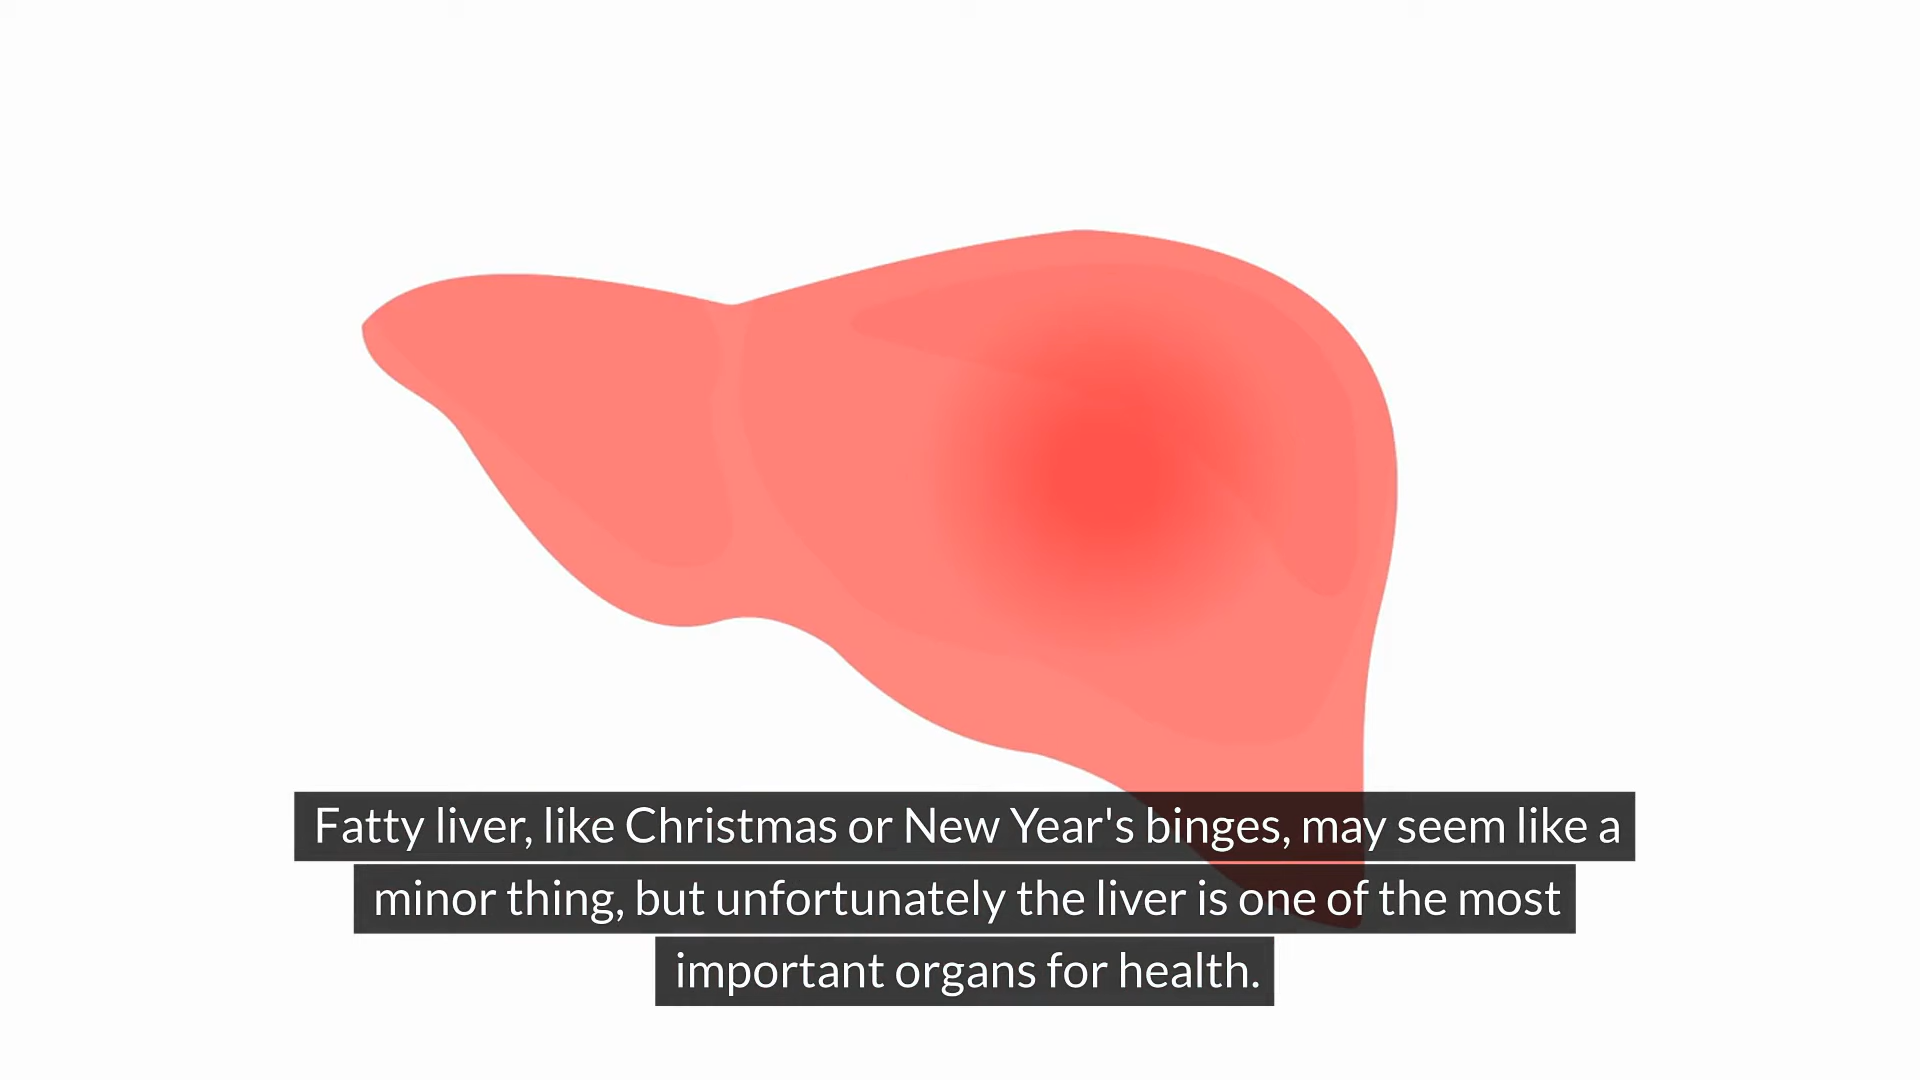 Fatty liver, like Christmas or New Year's binges, may seem like a
minor thing, but unfortunately the liver is one of the most
important organs for health.